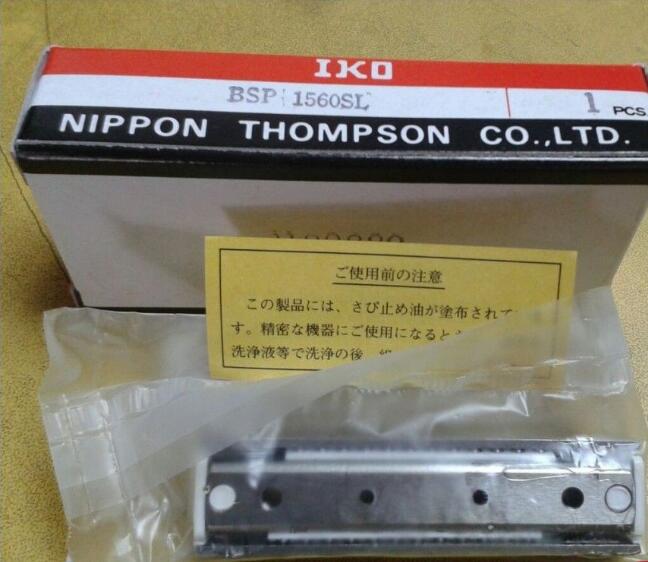 IKO
BSP 1560SL 1 PCS.
NIPPON THOMPSON CO.,LTD.
ご使用前の注意
この製品には、さび止め油が塗布されて
す。精密な機器にご使用になると
洗浄液等で洗浄の後